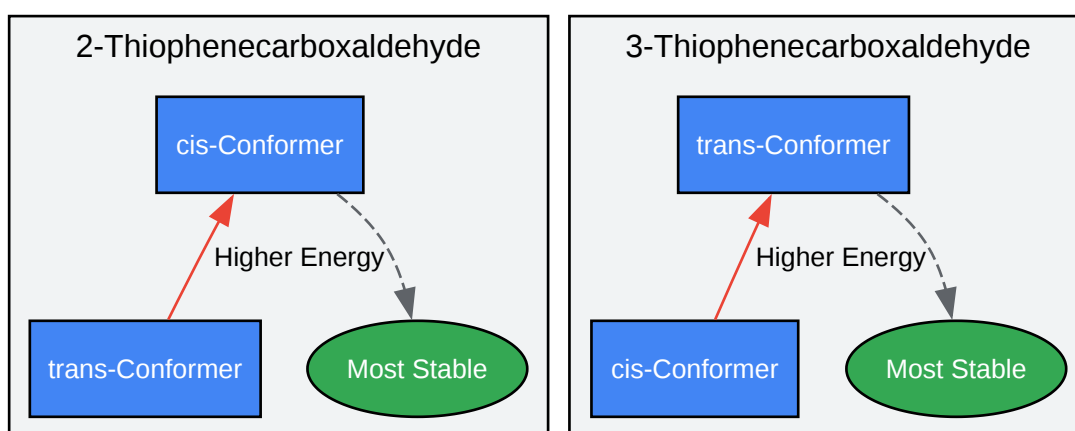 2-Thiophenecarboxaldehyde
cis-Conformer
Higher Energy
trans-Conformer
Most Stable
3-Thiophenecarboxaldehyde
trans-Conformer
Higher Energy
cis-Conformer
Most Stable